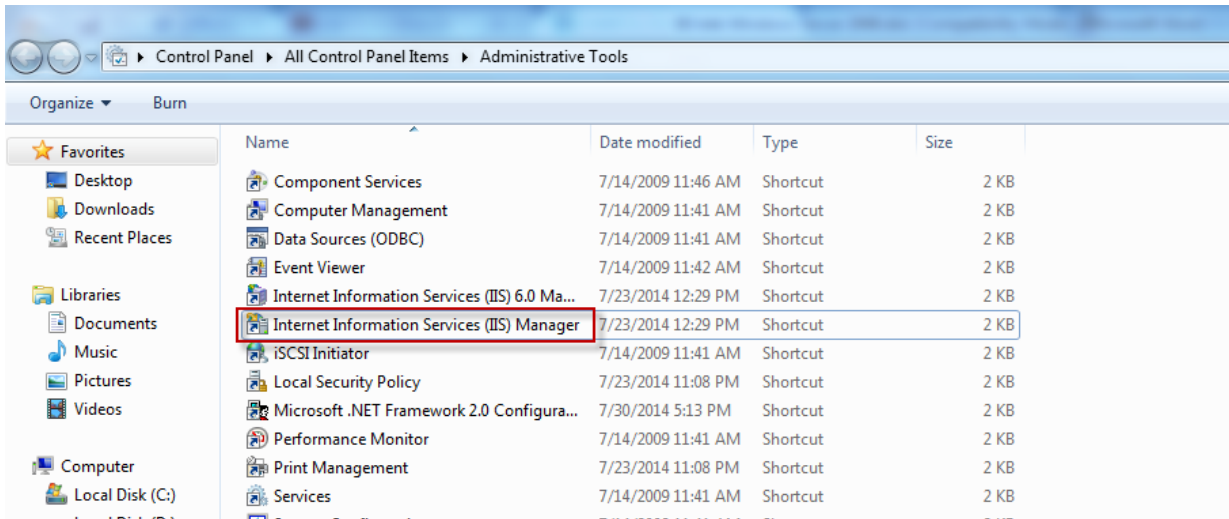 Control Panel ▸ All Control Panel Items ▸ Administrative Tools
Organize ▼ Burn
Name Date modified Type Size
Favorites
Desktop
Downloads
Recent Places
Libraries
Documents
Music
Pictures
Videos
Computer
Local Disk (C:)
Component Services 7/14/2009 11:46 AM Shortcut 2 KB
Computer Management 7/14/2009 11:41 AM Shortcut 2 KB
Data Sources (ODBC) 7/14/2009 11:41 AM Shortcut 2 KB
Event Viewer 7/14/2009 11:42 AM Shortcut 2 KB
Internet Information Services (IIS) 6.0 Ma... 7/23/2014 12:29 PM Shortcut 2 KB
Internet Information Services (IIS) Manager 7/23/2014 12:29 PM Shortcut 2 KB
iSCSI Initiator 7/14/2009 11:41 AM Shortcut 2 KB
Local Security Policy 7/23/2014 11:08 PM Shortcut 2 KB
Microsoft .NET Framework 2.0 Configura... 7/30/2014 5:13 PM Shortcut 2 KB
Performance Monitor 7/14/2009 11:41 AM Shortcut 2 KB
Print Management 7/23/2014 11:08 PM Shortcut 2 KB
Services 7/14/2009 11:41 AM Shortcut 2 KB